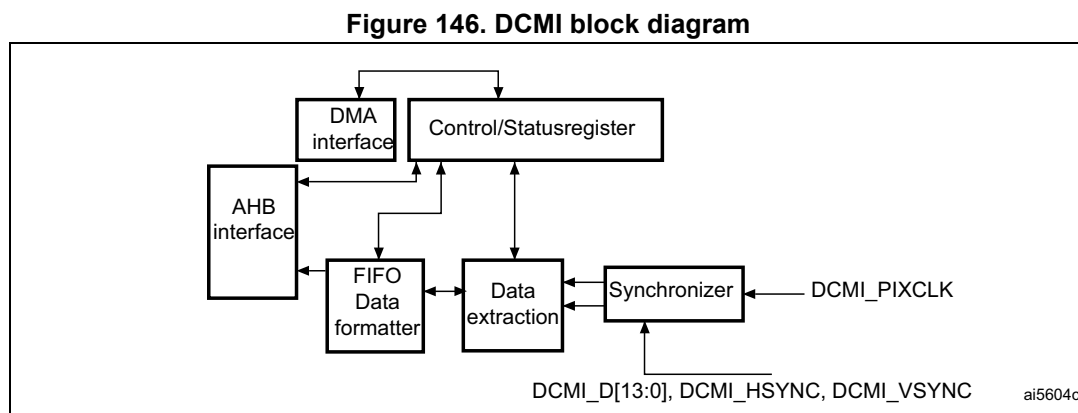 Figure 146. DCMI block diagram
DMA
interface
Control/Statusregister
AHB
interface
FIFO
Data
formatter
Data
extraction
Synchronizer
DCMI_PIXCLK
DCMI_D[13:0], DCMI_HSYNC, DCMI_VSYNC
ai5604c